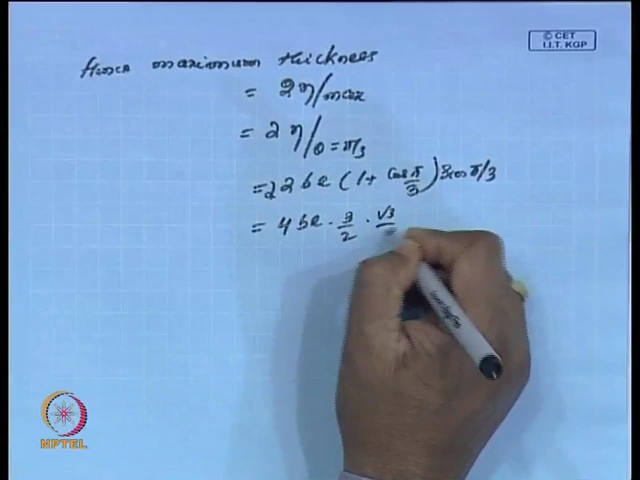 © CET
I.I.T. KGP
Hence maximum thickness
= 2η/max
= 2η/θ=π/3
= 2 2be (1+ cos π/3) sin π/3
= 4be · 3/2 · √3/
NPTEL